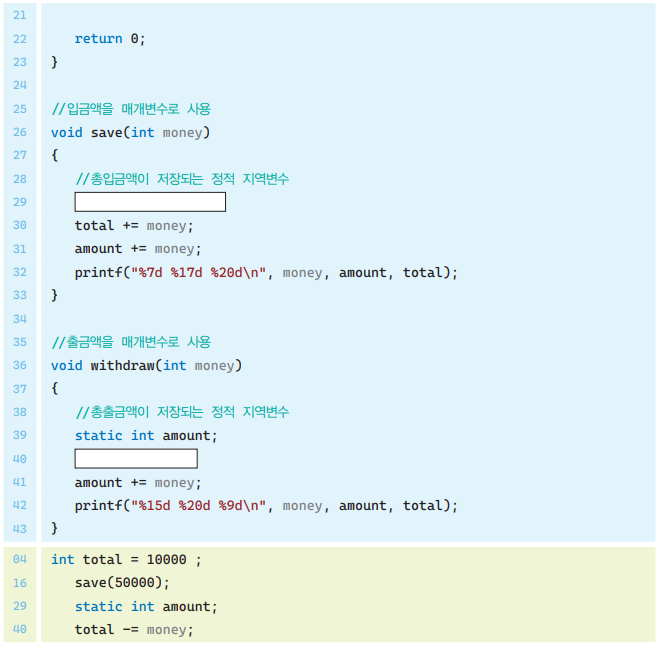 21
22 return 0;
23 }
24
25 //입금액을 매개변수로 사용
26 void save(int money)
27 {
28 //총입금액이 저장되는 정적 지역변수
29
30 total += money;
31 amount += money;
32 printf("%7d %17d %20d\n", money, amount, total);
33 }
34
35 //출금액을 매개변수로 사용
36 void withdraw(int money)
37 {
38 //총출금액이 저장되는 정적 지역변수
39 static int amount;
40
41 amount += money;
42 printf("%15d %20d %9d\n", money, amount, total);
43 }
04 int total = 10000 ;
16 save(50000);
29 static int amount;
40 total -= money;